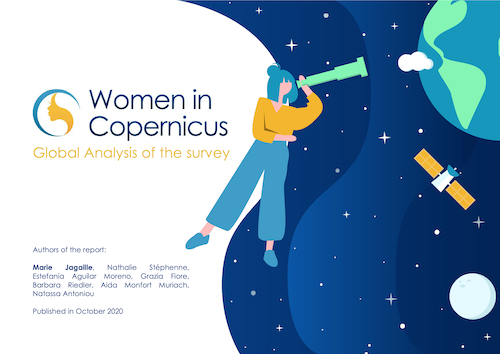 Women in
Copernicus
Global Analysis of the survey
Authors of the report:
Marie Jagaille, Nathalie Stéphenne,
Estefania Aguilar Moreno, Grazia Fiore,
Barbara Riedler, Aida Monfort Muriach,
Natassa Antoniou
Published in October 2020